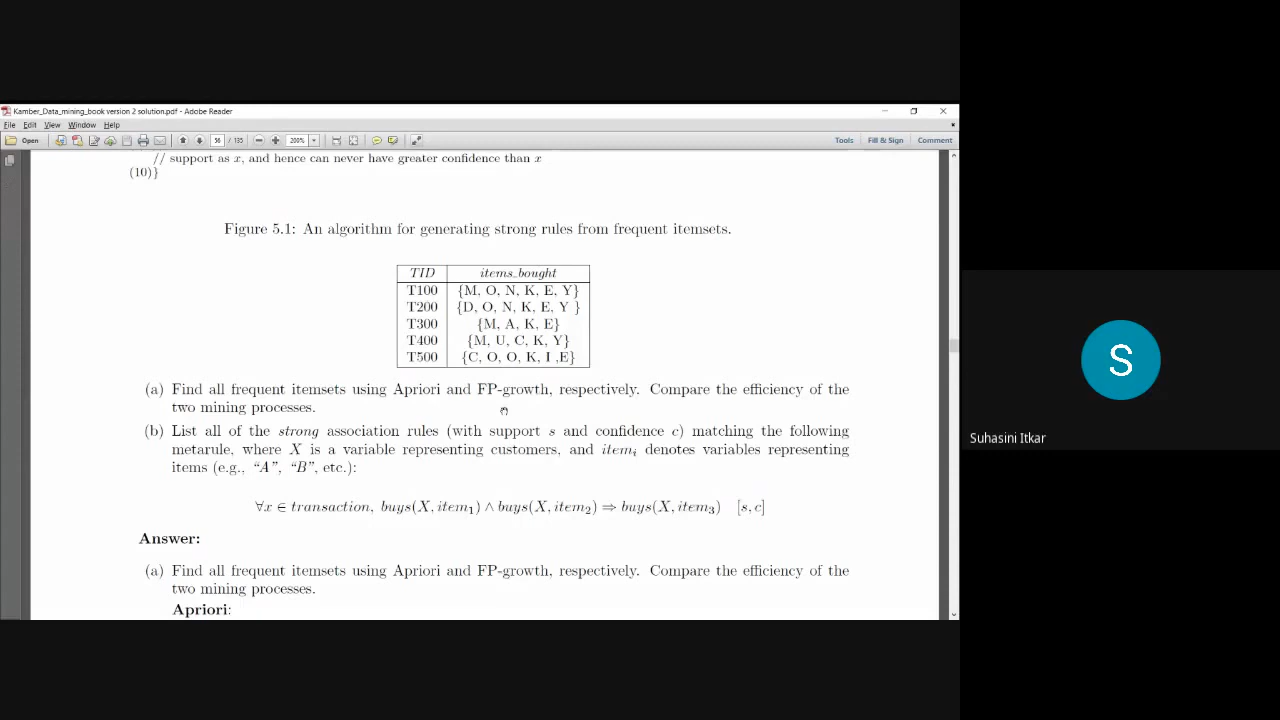 Kamber_Data_mining_book version 2 solution.pdf - Adobe Reader
File Edit View Window Help
Open 56 / 135 200% Tools Fill & Sign Comment
// support as x, and hence can never have greater confidence than x
(10)}
Figure 5.1: An algorithm for generating strong rules from frequent itemsets.
TID items_bought
T100 {M, O, N, K, E, Y}
T200 {D, O, N, K, E, Y }
T300 {M, A, K, E}
T400 {M, U, C, K, Y}
T500 {C, O, O, K, I ,E}
(a) Find all frequent itemsets using Apriori and FP-growth, respectively. Compare the efficiency of the
two mining processes.
(b) List all of the strong association rules (with support s and confidence c) matching the following
metarule, where X is a variable representing customers, and itemᵢ denotes variables representing
items (e.g., “A”, “B”, etc.):
∀x ∈ transaction, buys(X, item₁) ∧ buys(X, item₂) ⇒ buys(X, item₃) [s, c]
Answer:
(a) Find all frequent itemsets using Apriori and FP-growth, respectively. Compare the efficiency of the
two mining processes.
Apriori:
S
Suhasini Itkar